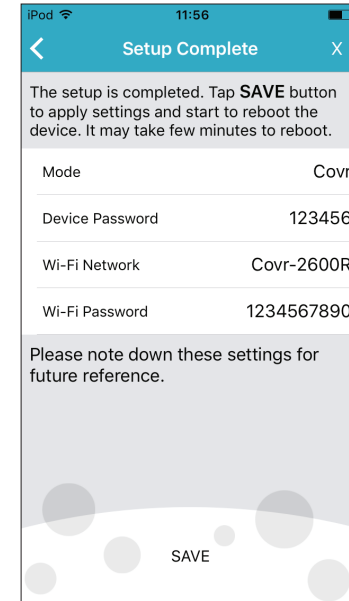 iPod 11:56
Setup Complete X
The setup is completed. Tap SAVE button
to apply settings and start to reboot the
device. It may take few minutes to reboot.
Mode Covr
Device Password 123456
Wi-Fi Network Covr-2600R
Wi-Fi Password 1234567890
Please note down these settings for
future reference.
SAVE